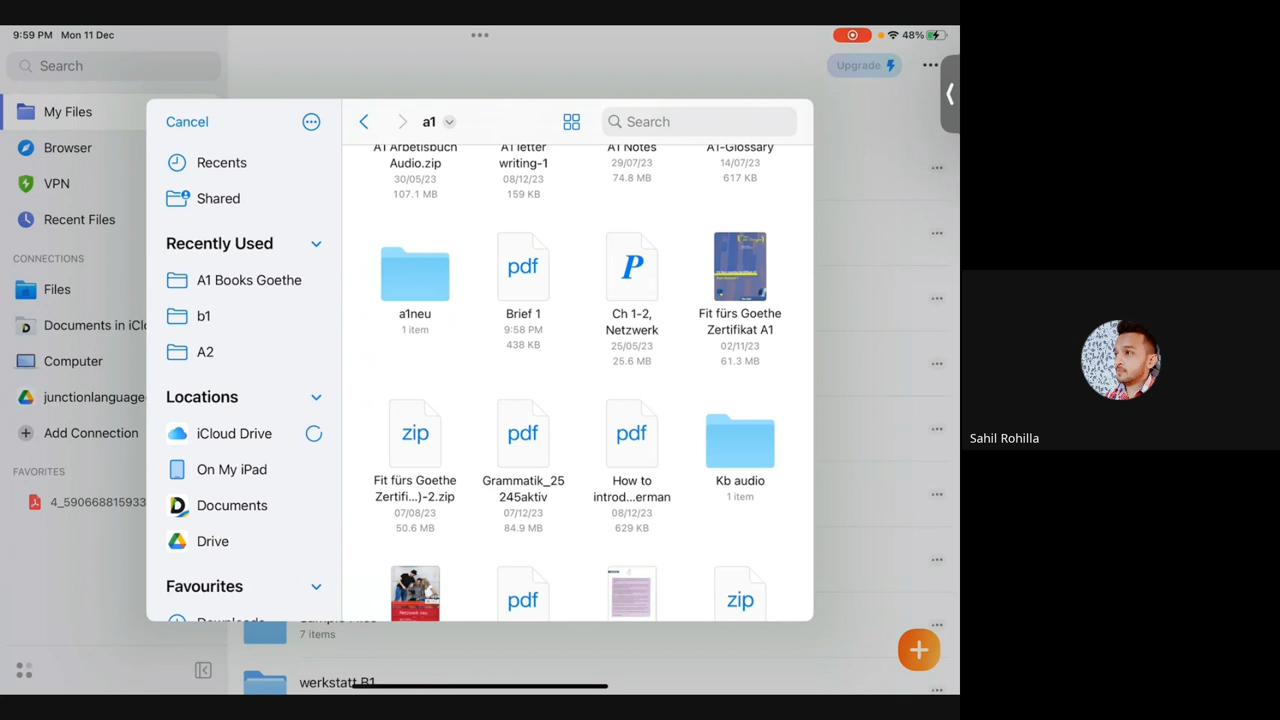 9:59 PM Mon 11 Dec
48%
Search
Upgrade
My Files
Browser
VPN
Recent Files
CONNECTIONS
Files
Documents in iClo
Computer
junctionlanguage
Add Connection
FAVORITES
4_590668815933
Cancel
Recents
Shared
Recently Used
A1 Books Goethe
b1
A2
Locations
iCloud Drive
On My iPad
Documents
Drive
Favourites
Downloads
a1
Search
A1 Arbeitsbuch
Audio.zip
30/05/23
107.1 MB
A1 letter
writing-1
08/12/23
159 KB
A1 Notes
29/07/23
74.8 MB
A1-Glossary
14/07/23
617 KB
a1neu
1 item
pdf
Brief 1
9:58 PM
438 KB
P
Ch 1-2,
Netzwerk
25/05/23
25.6 MB
Fit fürs Goethe
Zertifikat A1
02/11/23
61.3 MB
zip
Fit fürs Goethe
Zertifi...)-2.zip
07/08/23
50.6 MB
pdf
Grammatik_25
245aktiv
07/12/23
84.9 MB
pdf
How to
introd...erman
08/12/23
629 KB
Kb audio
1 item
pdf
zip
Sample Files
7 items
werkstatt B1
Sahil Rohilla